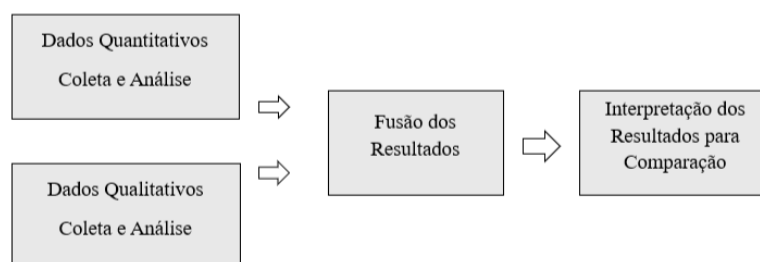 Dados Quantitativos
Coleta e Análise
Dados Qualitativos
Coleta e Análise
Fusão dos
Resultados
Interpretação dos
Resultados para
Comparação